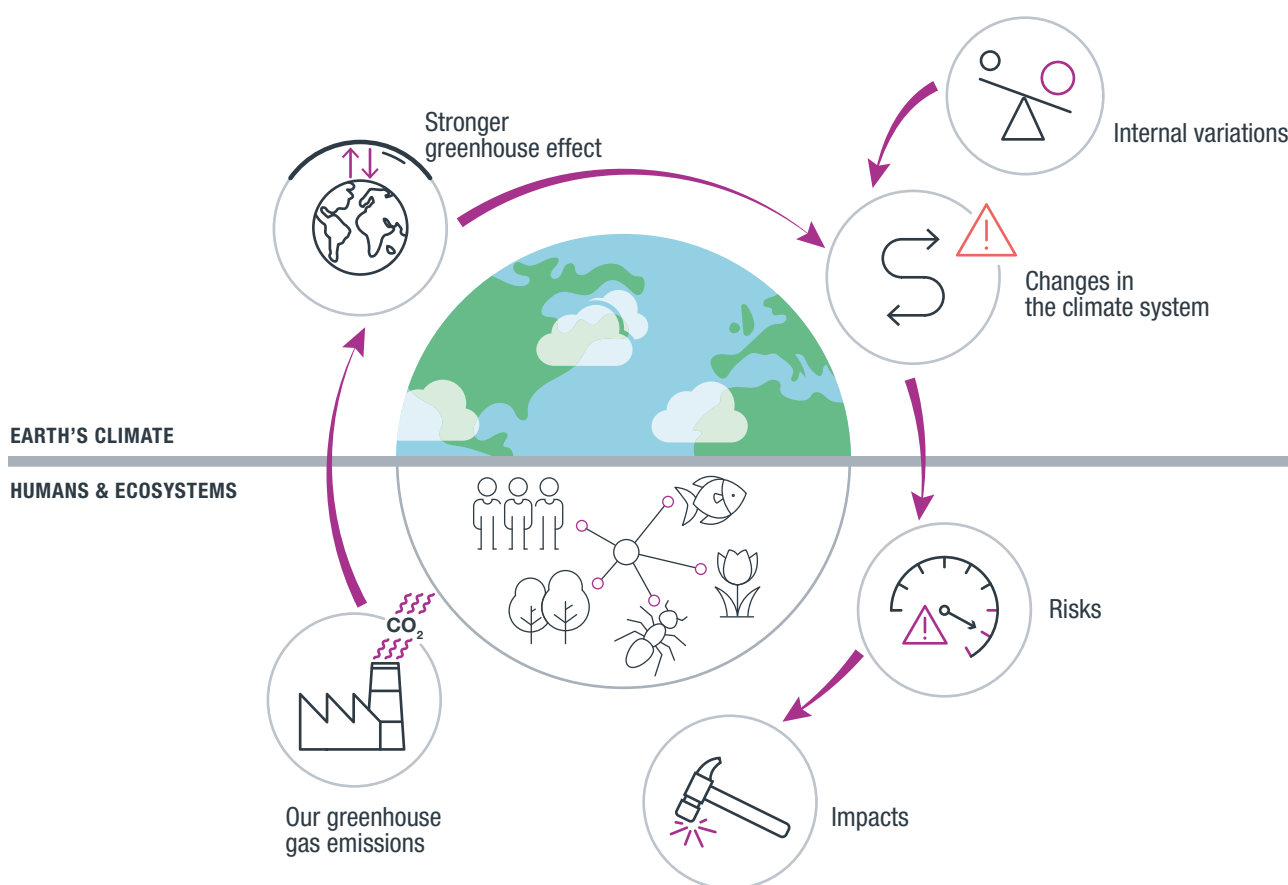 Stronger
greenhouse effect
Internal variations
Changes in
the climate system
EARTH'S CLIMATE
HUMANS & ECOSYSTEMS
CO₂
Risks
Our greenhouse
gas emissions
Impacts